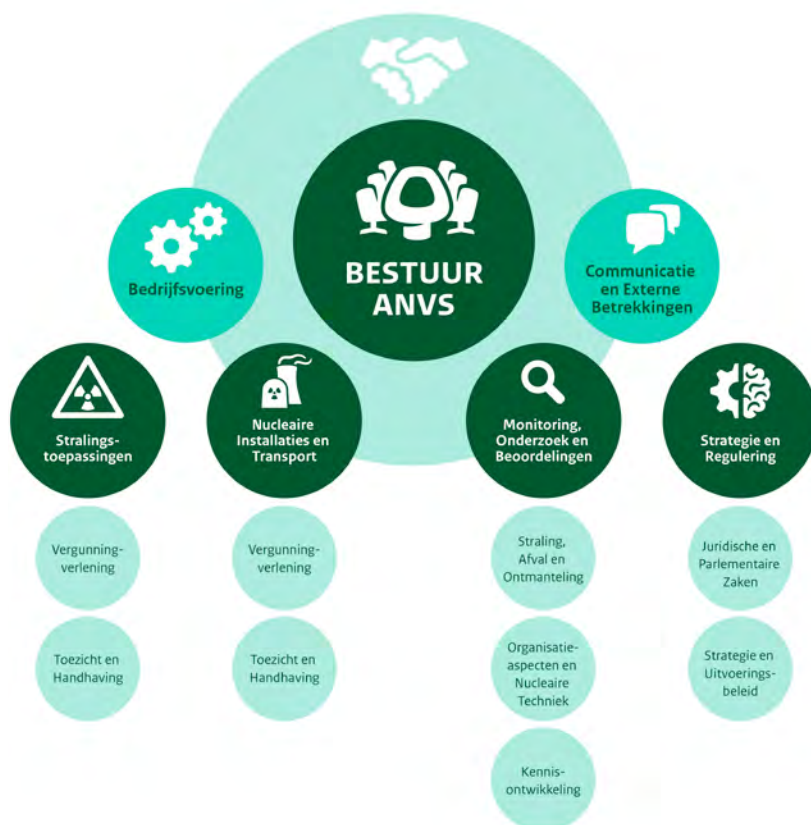 BESTUUR
ANVS
Bedrijfsvoering
Communicatie
en Externe
Betrekkingen
Stralings-
toepassingen
Nucleaire
Installaties en
Transport
Monitoring,
Onderzoek en
Beoordelingen
Strategie en
Regulering
Vergunning-
verlening
Vergunning-
verlening
Straling,
Afval en
Ontmanteling
Juridische en
Parlementaire
Zaken
Toezicht en
Handhaving
Toezicht en
Handhaving
Organisatie-
aspecten en
Nucleaire
Techniek
Strategie en
Uitvoerings-
beleid
Kennis-
ontwikkeling